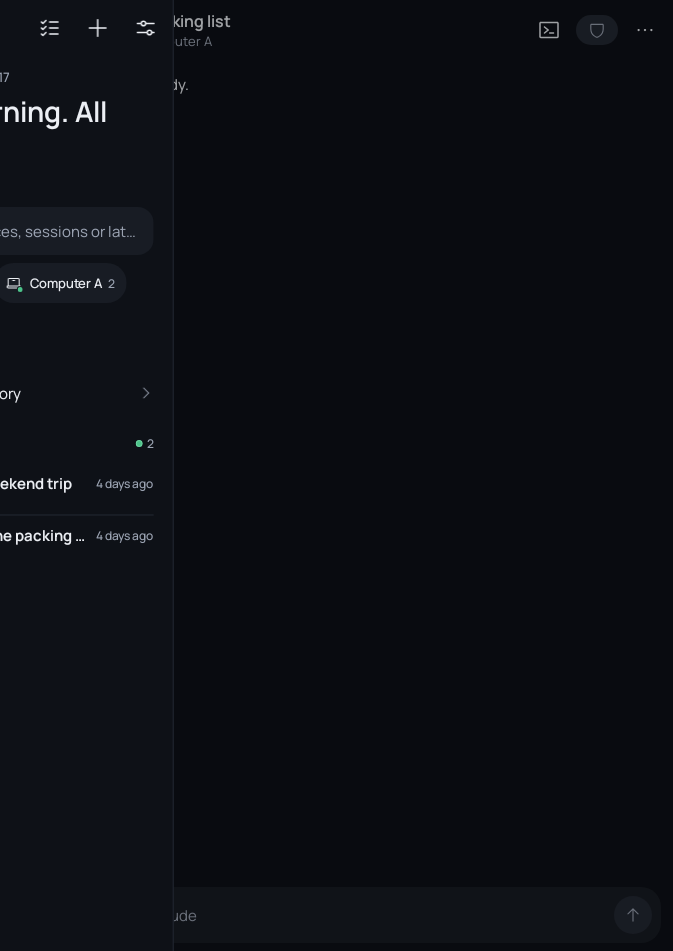 king list
uter A
dy.
17
rning. All
es, sessions or lat…
Computer A 2
ory
2
ekend trip 4 days ago
ne packing … 4 days ago
ude